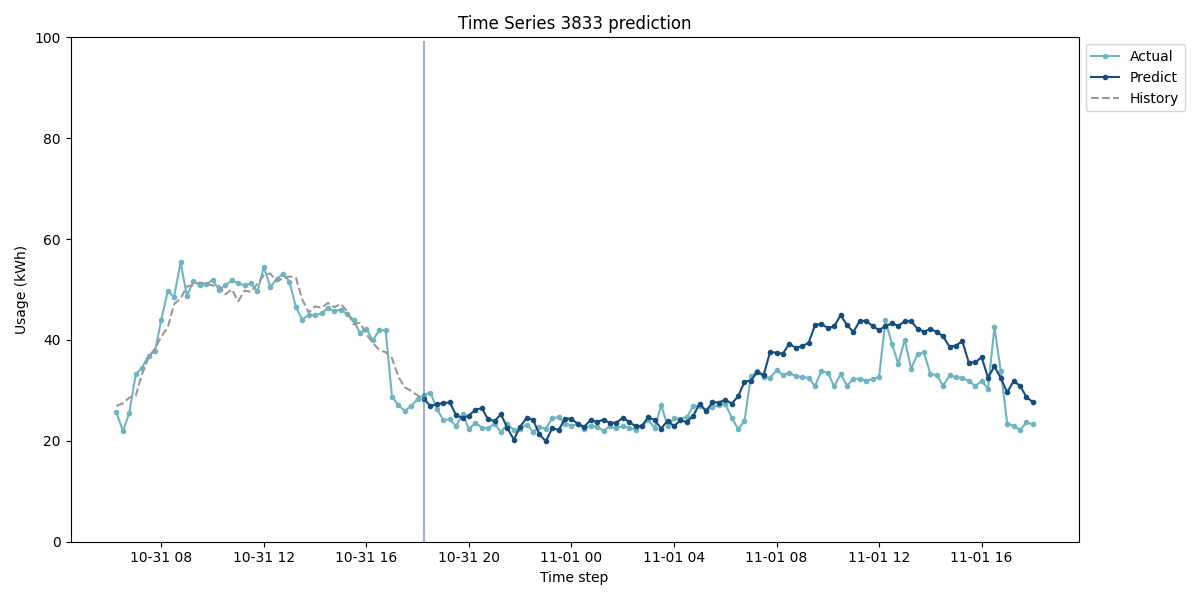 Time Series 3833 prediction
100
80
60
40
20
0
Usage (kWh)
10-31 08
10-31 12
10-31 16
10-31 20
11-01 00
11-01 04
11-01 08
11-01 12
11-01 16
Time step
Actual
Predict
History